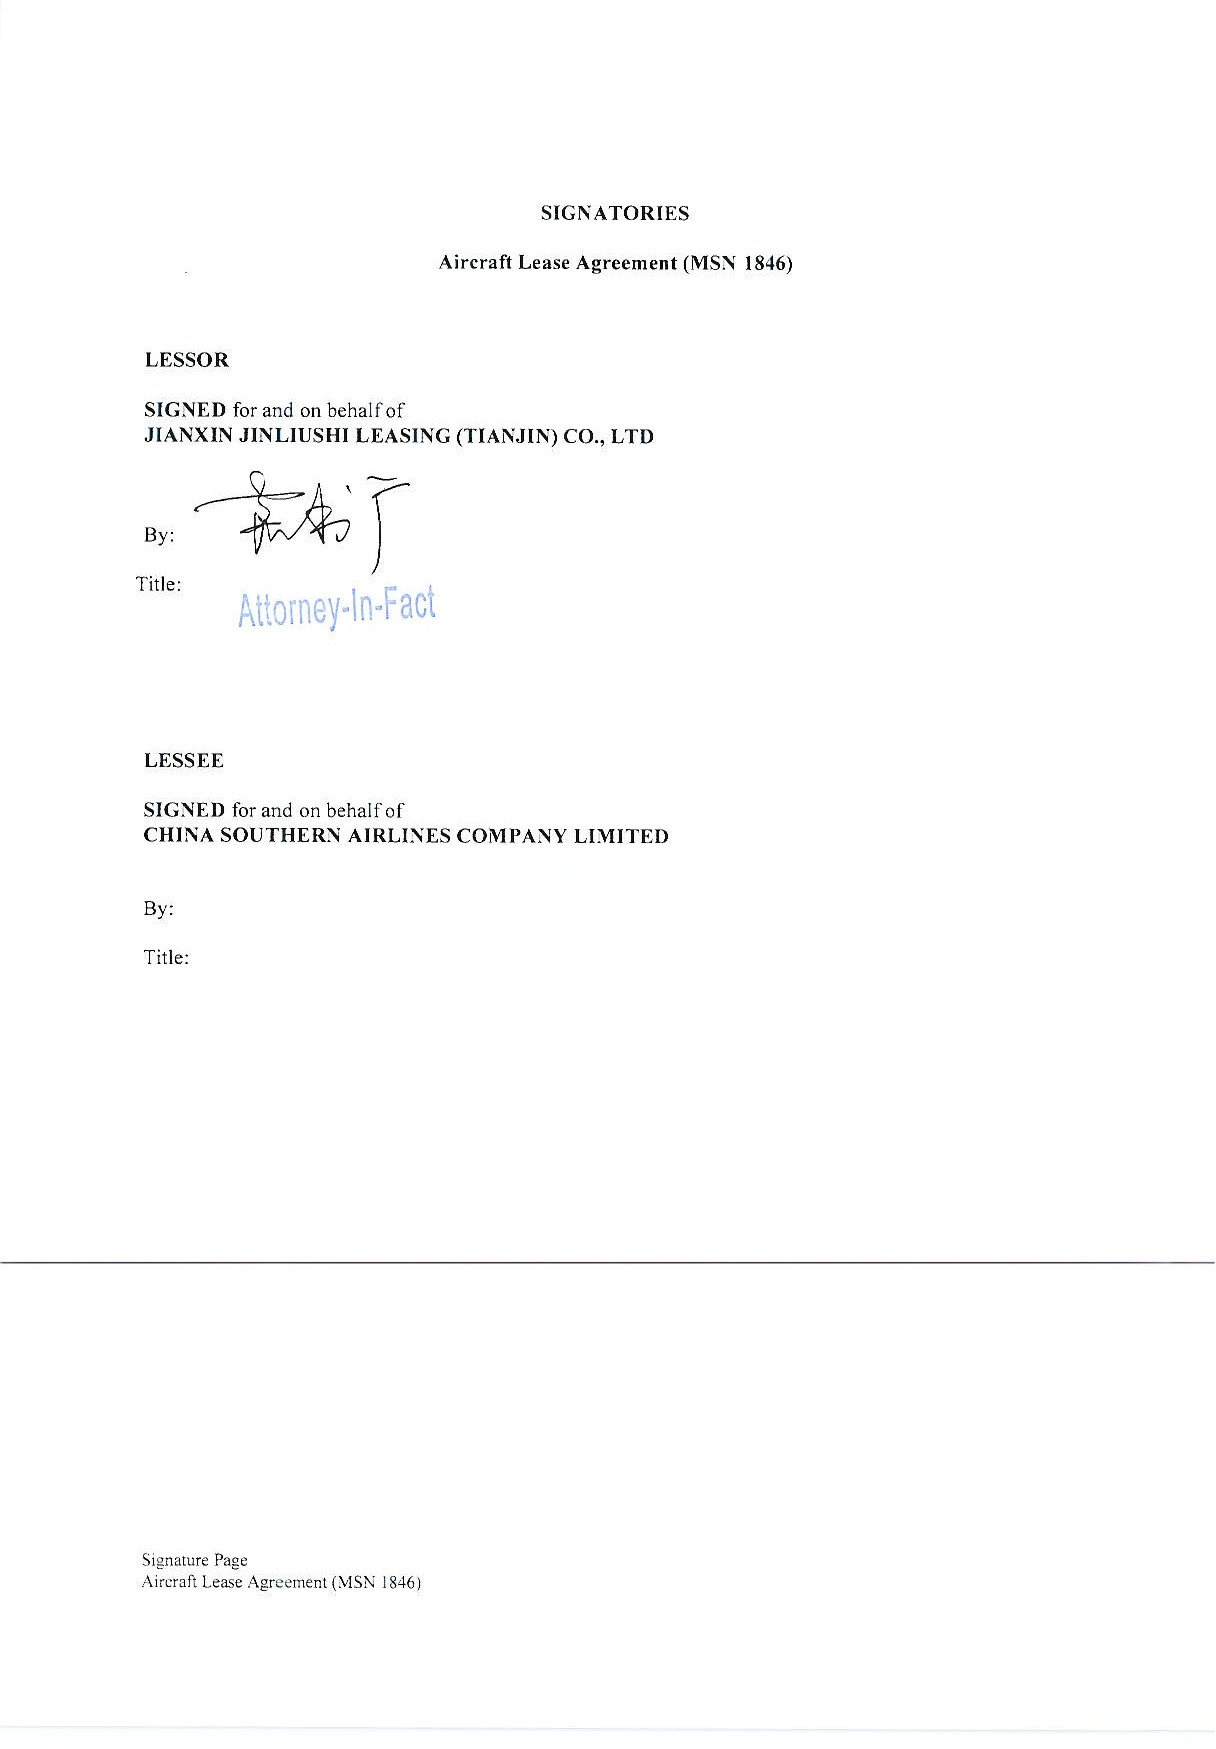 SIGNATORIES
Aircraft Lease Agreement (MSN 1846)
LESSOR
SIGNED for and on behalf of
JIANXIN JINLIUSHI LEASING (TIANJIN) CO., LTD
By:
Title:
Attorney-In-Fact
LESSEE
SIGNED for and on behalf of
CHINA SOUTHERN AIRLINES COMPANY LIMITED
By:
Title:
Signature Page
Aircraft Lease Agreement (MSN 1846)